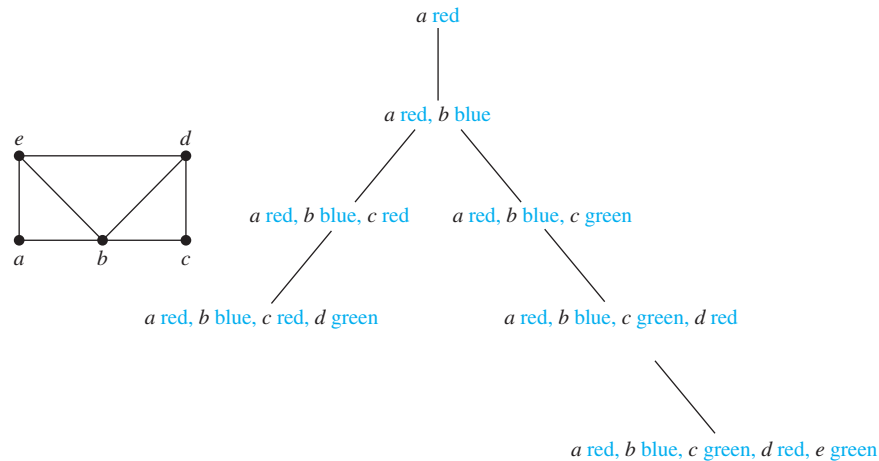 a red
a red, b blue
e
d
a red, b blue, c red
a red, b blue, c green
a
b
c
a red, b blue, c red, d green
a red, b blue, c green, d red
a red, b blue, c green, d red, e green